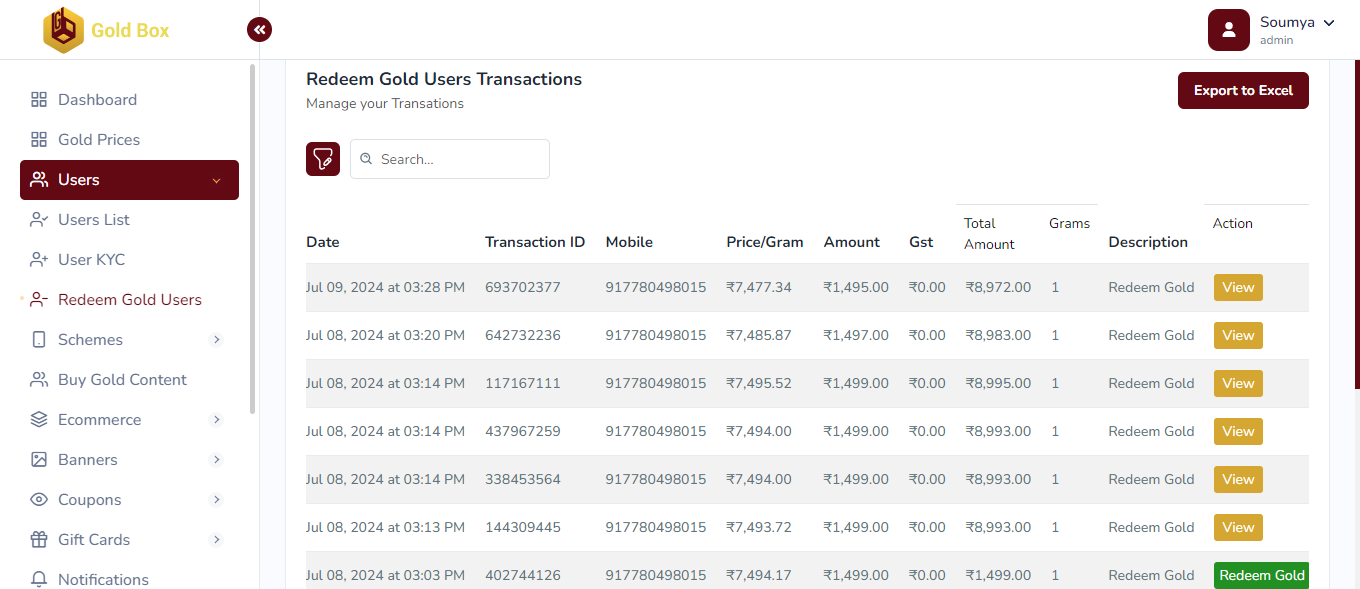 Gold Box
Soumya
admin
Dashboard
Gold Prices
Users
Users List
User KYC
Redeem Gold Users
Schemes
Buy Gold Content
Ecommerce
Banners
Coupons
Gift Cards
Notifications
Redeem Gold Users Transactions
Manage your Transations
Export to Excel
Search...
Date Transaction ID Mobile Price/Gram Amount Gst Total Amount Grams Description Action
Jul 09, 2024 at 03:28 PM 693702377 917780498015 ₹7,477.34 ₹1,495.00 ₹0.00 ₹8,972.00 1 Redeem Gold View
Jul 08, 2024 at 03:20 PM 642732236 917780498015 ₹7,485.87 ₹1,497.00 ₹0.00 ₹8,983.00 1 Redeem Gold View
Jul 08, 2024 at 03:14 PM 117167111 917780498015 ₹7,495.52 ₹1,499.00 ₹0.00 ₹8,995.00 1 Redeem Gold View
Jul 08, 2024 at 03:14 PM 437967259 917780498015 ₹7,494.00 ₹1,499.00 ₹0.00 ₹8,993.00 1 Redeem Gold View
Jul 08, 2024 at 03:14 PM 338453564 917780498015 ₹7,494.00 ₹1,499.00 ₹0.00 ₹8,993.00 1 Redeem Gold View
Jul 08, 2024 at 03:13 PM 144309445 917780498015 ₹7,493.72 ₹1,499.00 ₹0.00 ₹8,993.00 1 Redeem Gold View
Jul 08, 2024 at 03:03 PM 402744126 917780498015 ₹7,494.17 ₹1,499.00 ₹0.00 ₹1,499.00 1 Redeem Gold Redeem Gold